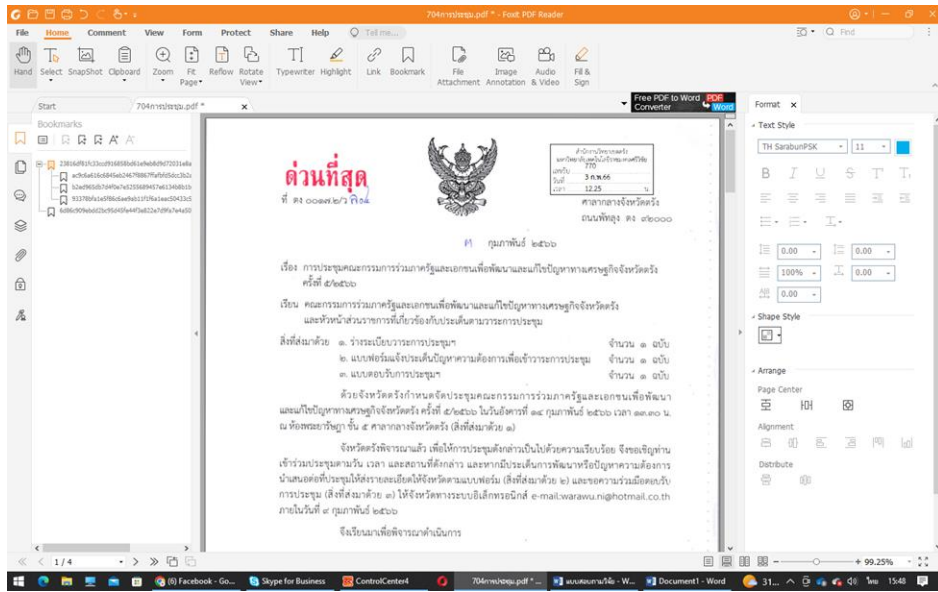 704การประชุม.pdf * - Foxit PDF Reader
File Home Comment View Form Protect Share Help Tell me... Find
Hand Select SnapShot Clipboard Zoom Fit Page Reflow Rotate View Typewriter Highlight Link Bookmark File Attachment Image Annotation Audio & Video Fill & Sign
Start 704การประชุม.pdf *
Free PDF to Word Converter PDF Word
Format
Bookmarks
Text Style
TH SarabunPSK 11
0.00 0.00
100% 0.00
0.00
Shape Style
Arrange
Page Center
Alignment
Distribute
ด่วนที่สุด
770
วันที่ 3 ก.พ.66
เวลา 12.25 น
ศาลากลางจังหวัดตรัง
ถนนพัทลุง ตง ๙๒๐๐๐
กุมภาพันธ์ ๒๕๖๖
เรื่อง การประชุมคณะกรรมการร่วมภาครัฐและเอกชนเพื่อพัฒนาและแก้ไขปัญหาทางเศรษฐกิจจังหวัดตรัง
ครั้งที่ ๕/๒๕๖๖
เรียน คณะกรรมการร่วมภาครัฐและเอกชนเพื่อพัฒนาและแก้ไขปัญหาทางเศรษฐกิจจังหวัดตรัง
และหัวหน้าส่วนราชการที่เกี่ยวข้องกับประเด็นตามวาระการประชุม
สิ่งที่ส่งมาด้วย ๑. ร่างระเบียบวาระการประชุมฯ จำนวน ๑ ฉบับ
๒. แบบฟอร์มแจ้งประเด็นปัญหาความต้องการเพื่อเข้าวาระการประชุม จำนวน ๑ ฉบับ
๓. แบบตอบรับการประชุมฯ จำนวน ๑ ฉบับ
ด้วยจังหวัดตรังกำหนดจัดประชุมคณะกรรมการร่วมภาครัฐและเอกชนเพื่อพัฒนา
และแก้ไขปัญหาทางเศรษฐกิจจังหวัดตรัง ครั้งที่ ๕/๒๕๖๖ ในวันอังคารที่ ๑๔ กุมภาพันธ์ ๒๕๖๖ เวลา ๑๓.๓๐ น.
ณ ห้องพระยารัษฎา ชั้น ๕ ศาลากลางจังหวัดตรัง (สิ่งที่ส่งมาด้วย ๑)
จังหวัดตรังพิจารณาแล้ว เพื่อให้การประชุมดังกล่าวเป็นไปด้วยความเรียบร้อย จึงขอเชิญท่าน
เข้าร่วมประชุมตามวัน เวลา และสถานที่ดังกล่าว และหากมีประเด็นการพัฒนาหรือปัญหาความต้องการ
นำเสนอต่อที่ประชุมให้ส่งรายละเอียดให้จังหวัดตามแบบฟอร์ม (สิ่งที่ส่งมาด้วย ๒) และขอความร่วมมือตอบรับ
การประชุม (สิ่งที่ส่งมาด้วย ๓) ให้จังหวัดทางระบบอิเล็กทรอนิกส์ e-mail:warawu.ni@hotmail.co.th
ภายในวันที่ ๙ กุมภาพันธ์ ๒๕๖๖
จึงเรียนมาเพื่อพิจารณาดำเนินการ
1 / 4 99.25%
(6) Facebook - Go... Skype for Business ControlCenter4 704การประชุม.pdf * ... แบบสอบถามวิจัย - W... Document1 - Word 31... ไทย 15:48